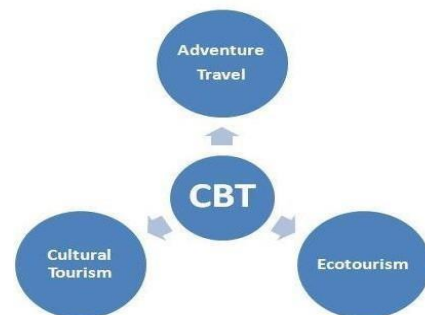 Adventure
Travel
CBT
Cultural
Tourism
Ecotourism